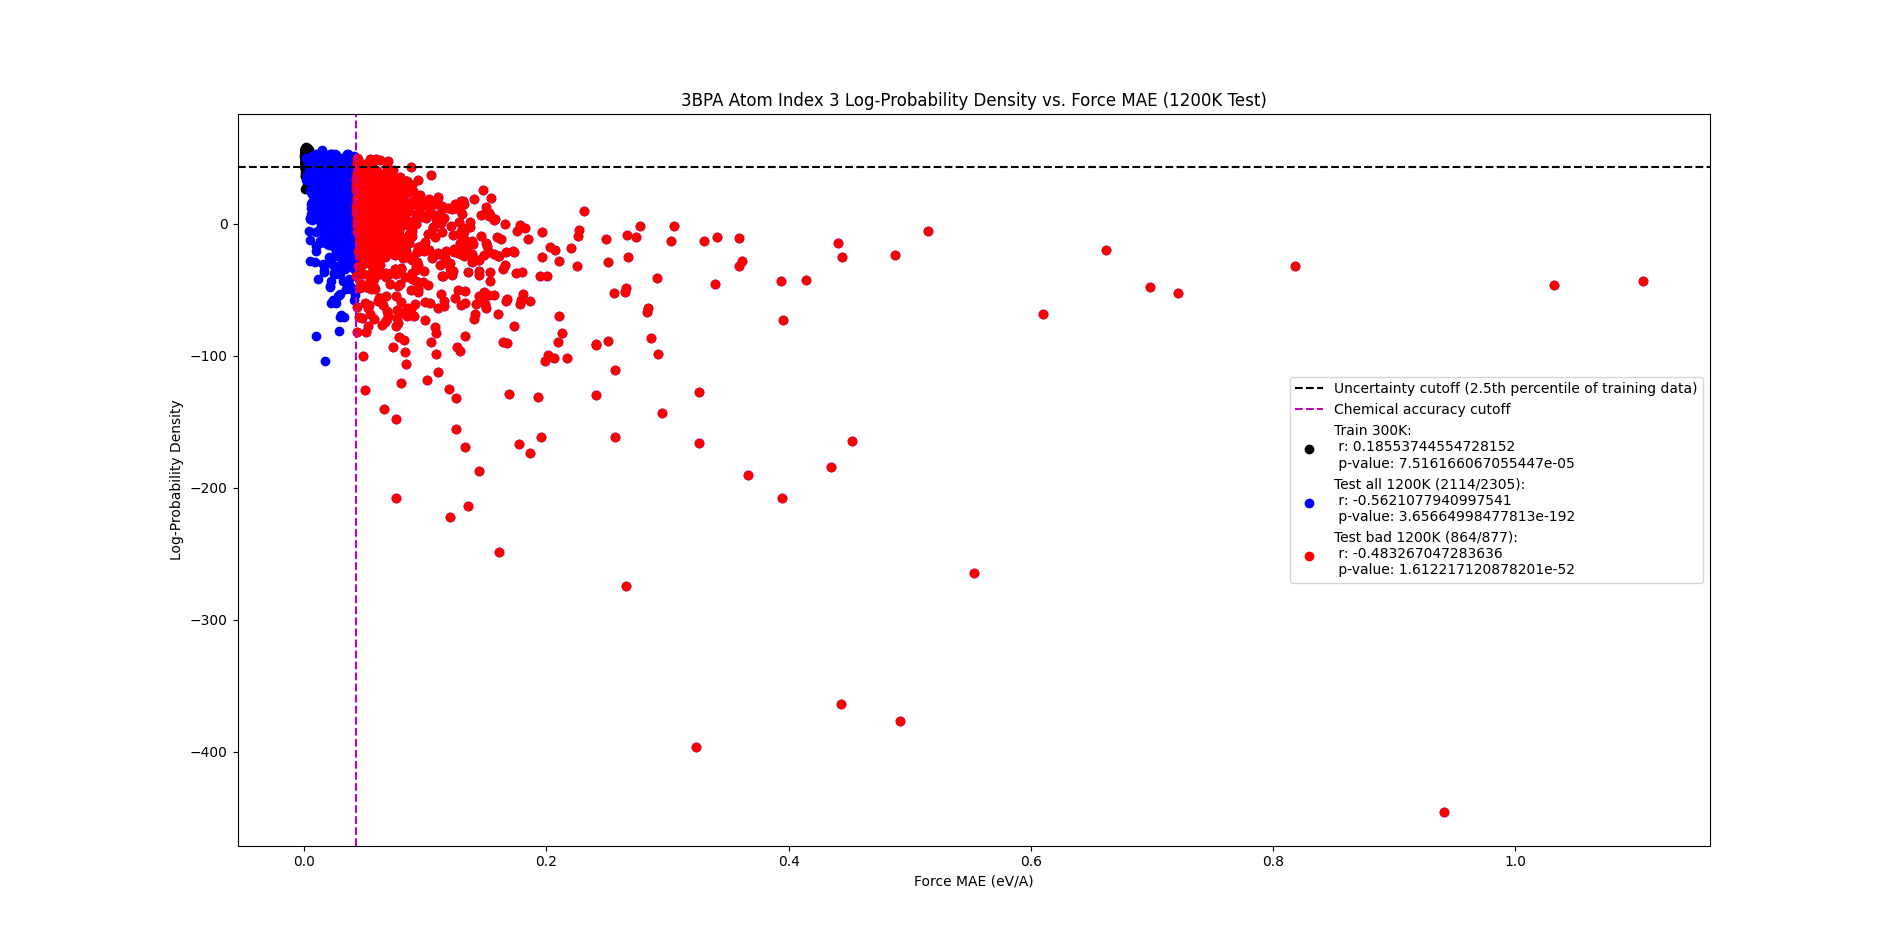 3BPA Atom Index 3 Log-Probability Density vs. Force MAE (1200K Test)
Log-Probability Density
0
−100
−200
−300
−400
Uncertainty cutoff (2.5th percentile of training data)
Chemical accuracy cutoff
Train 300K:
r: 0.18553744554728152
p-value: 7.516166067055447e-05
Test all 1200K (2114/2305):
r: -0.5621077940997541
p-value: 3.65664998477813e-192
Test bad 1200K (864/877):
r: -0.483267047283636
p-value: 1.612217120878201e-52
0.0 0.2 0.4 0.6 0.8 1.0
Force MAE (eV/A)